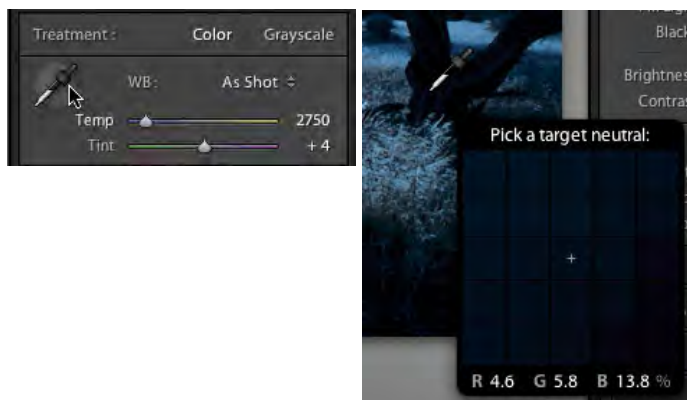 Treatment : Color Grayscale
WB: As Shot
Temp 2750
Tint + 4
Black
Brightnes
Contras
Pick a target neutral:
R 4.6 G 5.8 B 13.8 %